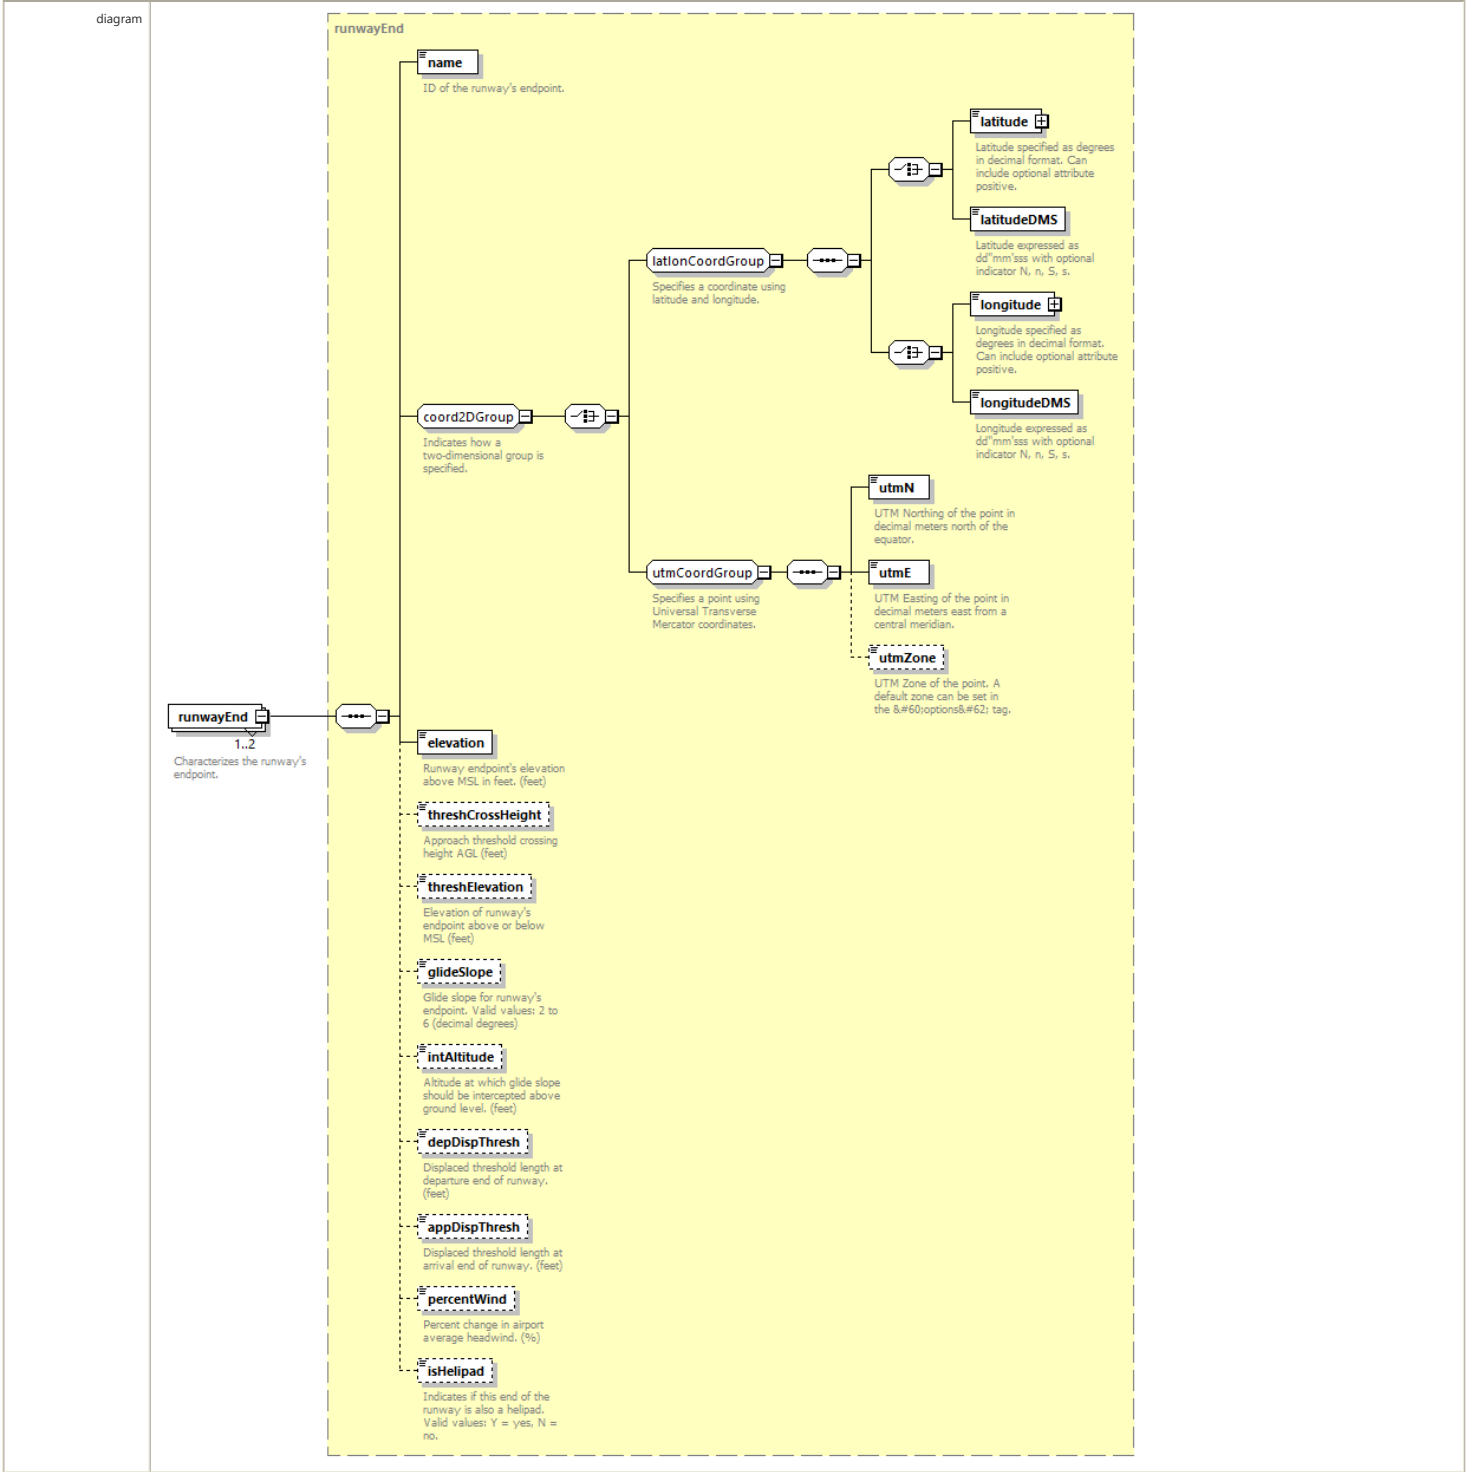 diagram
runwayEnd
name
ID of the runway's endpoint.
latitude
Latitude specified as degrees
in decimal format. Can
include optional attribute
positive.
latitudeDMS
Latitude expressed as
dd"mm'sss with optional
indicator N, n, S, s.
latlonCoordGroup
Specifies a coordinate using
latitude and longitude.
longitude
Longitude specified as
degrees in decimal format.
Can include optional attribute
positive.
longitudeDMS
Longitude expressed as
dd"mm'sss with optional
indicator N, n, S, s.
coord2DGroup
Indicates how a
two-dimensional group is
specified.
utmN
UTM Northing of the point in
decimal meters north of the
equator.
utmCoordGroup
Specifies a point using
Universal Transverse
Mercator coordinates.
utmE
UTM Easting of the point in
decimal meters east from a
central meridian.
utmZone
UTM Zone of the point. A
default zone can be set in
the &#60;options&#62; tag.
runwayEnd
1..2
Characterizes the runway's
endpoint.
elevation
Runway endpoint's elevation
above MSL in feet. (feet)
threshCrossHeight
Approach threshold crossing
height AGL (feet)
threshElevation
Elevation of runway's
endpoint above or below
MSL (feet)
glideSlope
Glide slope for runway's
endpoint. Valid values: 2 to
6 (decimal degrees)
intAltitude
Altitude at which glide slope
should be intercepted above
ground level. (feet)
depDispThresh
Displaced threshold length at
departure end of runway.
(feet)
appDispThresh
Displaced threshold length at
arrival end of runway. (feet)
percentWind
Percent change in airport
average headwind. (%)
isHelipad
Indicates if this end of the
runway is also a helipad.
Valid values: Y = yes, N =
no.